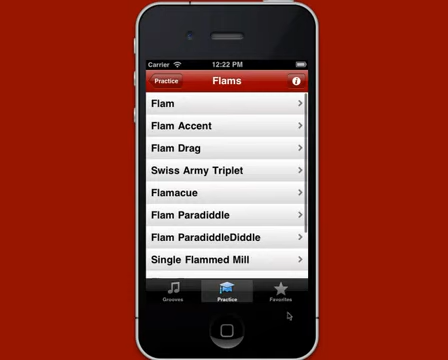 Carrier 12:22 PM
Practice Flams
Flam
Flam Accent
Flam Drag
Swiss Army Triplet
Flamacue
Flam Paradiddle
Flam ParadiddleDiddle
Single Flammed Mill
Grooves Practice Favorites